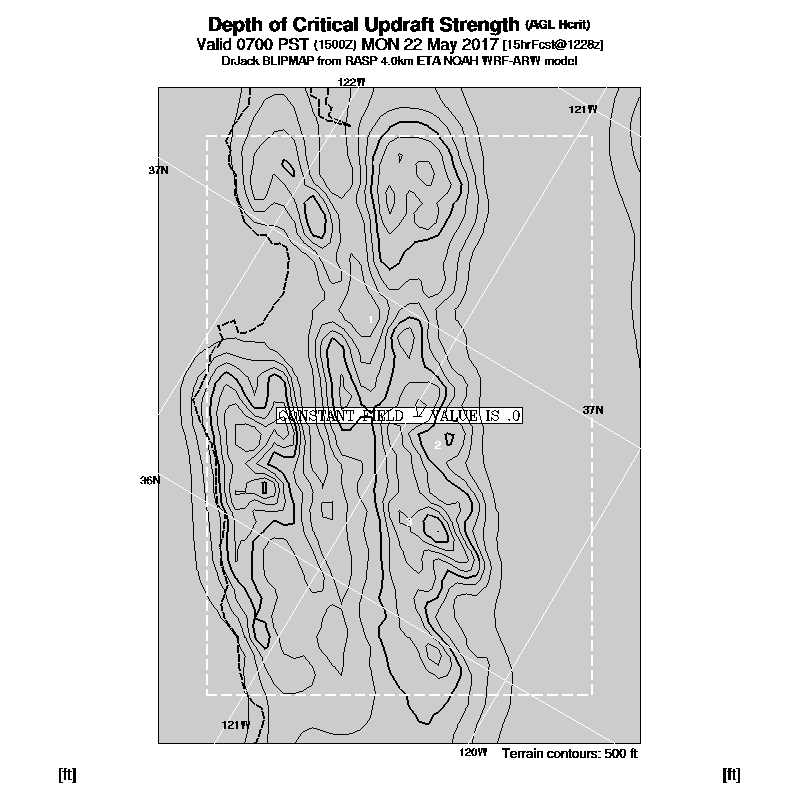 Depth of Critical Updraft Strength (AGL Hcrit)
Valid 0700 PST (1500Z) MON 22 May 2017 [15hrFcst@1228z]
DrJack BLIPMAP from RASP 4.0km ETA NOAH WRF-ARW model
122W
121W
37N
1
CONSTANT FIELD - VALUE IS .0
37N
2
36N
3
121W
120W
Terrain contours: 500 ft
[ft]
[ft]